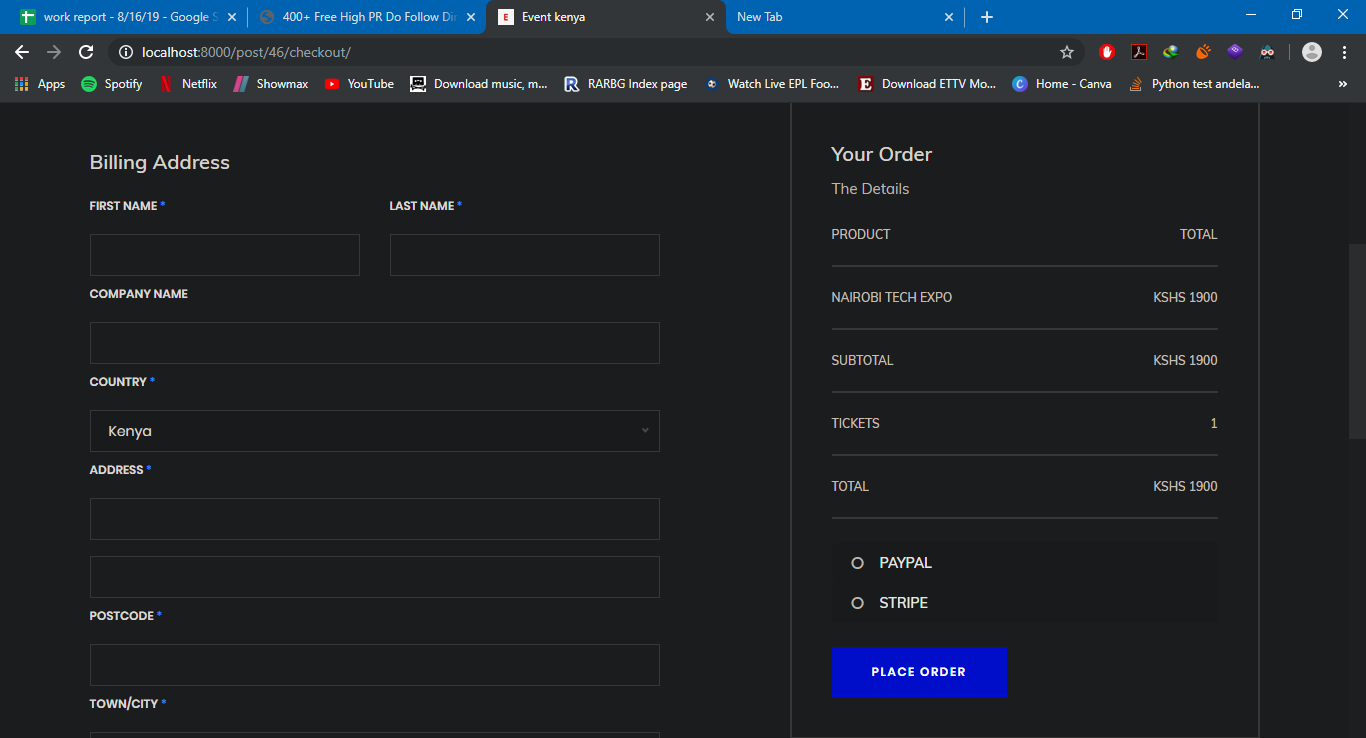 work report - 8/16/19 - Google S
400+ Free High PR Do Follow Dir
E Event kenya
New Tab
localhost:8000/post/46/checkout/
Apps
Spotify
Netflix
Showmax
YouTube
Download music, m...
R RARBG Index page
Watch Live EPL Foo...
E Download ETTV Mo...
C Home - Canva
Python test andela...
»
Billing Address
FIRST NAME *
LAST NAME *
COMPANY NAME
COUNTRY *
Kenya
ADDRESS *
POSTCODE *
TOWN/CITY *
Your Order
The Details
PRODUCT TOTAL
NAIROBI TECH EXPO KSHS 1900
SUBTOTAL KSHS 1900
TICKETS 1
TOTAL KSHS 1900
PAYPAL
STRIPE
PLACE ORDER